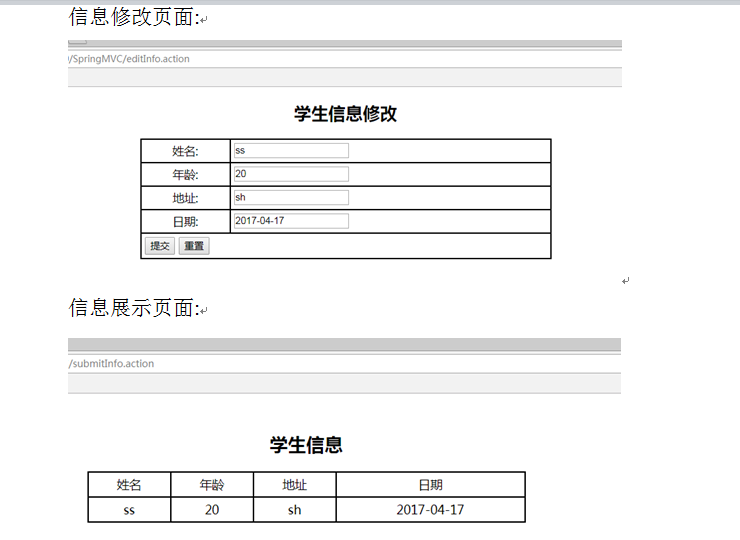 信息修改页面:
/SpringMVC/editInfo.action
学生信息修改
姓名: ss
年龄: 20
地址: sh
日期: 2017-04-17
提交 重置
信息展示页面:
/submitInfo.action
学生信息
姓名 年龄 地址 日期
ss 20 sh 2017-04-17